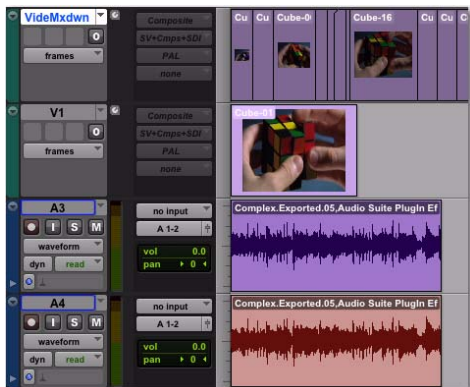 VideMxdwn
frames
Composite
SV+Cmps+SDI
PAL
none
Cu Cu Cube-0 Cube-16 Cu Cu C
V1
frames
Composite
SV+Cmps+SDI
PAL
none
Cube-01
A3
I S M
waveform
dyn read
no input
A 1-2
vol 0.0
pan 0
Complex.Exported.05,Audio Suite PlugIn Ef
A4
I S M
waveform
dyn read
no input
A 1-2
vol 0.0
pan 0
Complex.Exported.05,Audio Suite PlugIn Ef